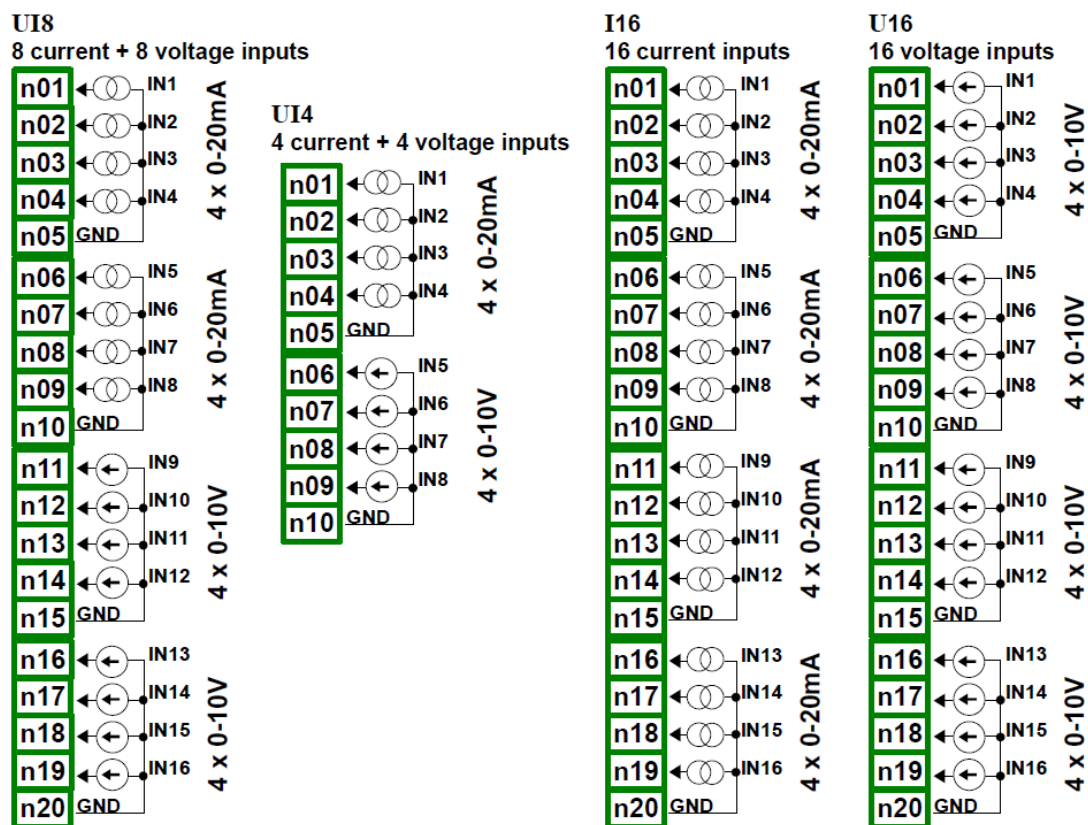 UI8
8 current + 8 voltage inputs
n01 IN1
n02 IN2
n03 IN3
n04 IN4
n05 GND
4 x 0-20mA
n06 IN5
n07 IN6
n08 IN7
n09 IN8
n10 GND
4 x 0-20mA
n11 IN9
n12 IN10
n13 IN11
n14 IN12
n15 GND
4 x 0-10V
n16 IN13
n17 IN14
n18 IN15
n19 IN16
n20 GND
4 x 0-10V
UI4
4 current + 4 voltage inputs
n01 IN1
n02 IN2
n03 IN3
n04 IN4
n05 GND
4 x 0-20mA
n06 IN5
n07 IN6
n08 IN7
n09 IN8
n10 GND
4 x 0-10V
I16
16 current inputs
n01 IN1
n02 IN2
n03 IN3
n04 IN4
n05 GND
4 x 0-20mA
n06 IN5
n07 IN6
n08 IN7
n09 IN8
n10 GND
4 x 0-20mA
n11 IN9
n12 IN10
n13 IN11
n14 IN12
n15 GND
4 x 0-20mA
n16 IN13
n17 IN14
n18 IN15
n19 IN16
n20 GND
4 x 0-20mA
U16
16 voltage inputs
n01 IN1
n02 IN2
n03 IN3
n04 IN4
n05 GND
4 x 0-10V
n06 IN5
n07 IN6
n08 IN7
n09 IN8
n10 GND
4 x 0-10V
n11 IN9
n12 IN10
n13 IN11
n14 IN12
n15 GND
4 x 0-10V
n16 IN13
n17 IN14
n18 IN15
n19 IN16
n20 GND
4 x 0-10V